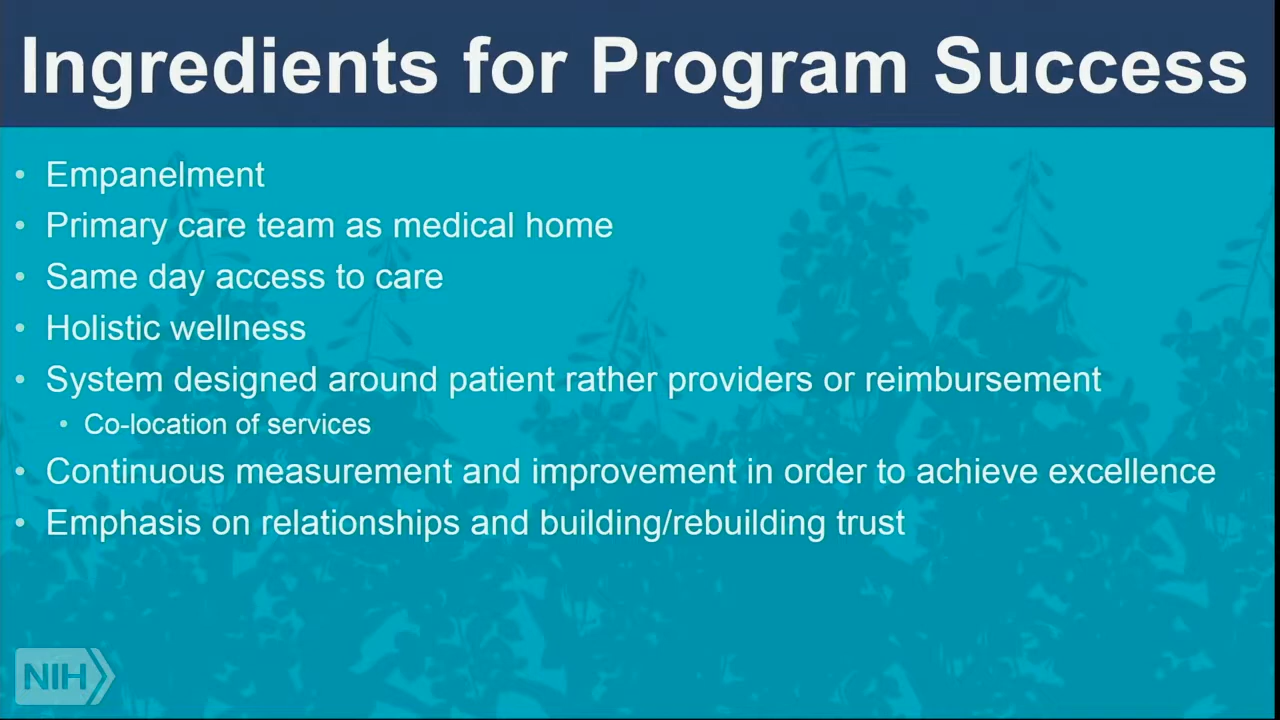 Ingredients for Program Success
• Empanelment
• Primary care team as medical home
• Same day access to care
• Holistic wellness
• System designed around patient rather providers or reimbursement
• Co-location of services
• Continuous measurement and improvement in order to achieve excellence
• Emphasis on relationships and building/rebuilding trust
NIH